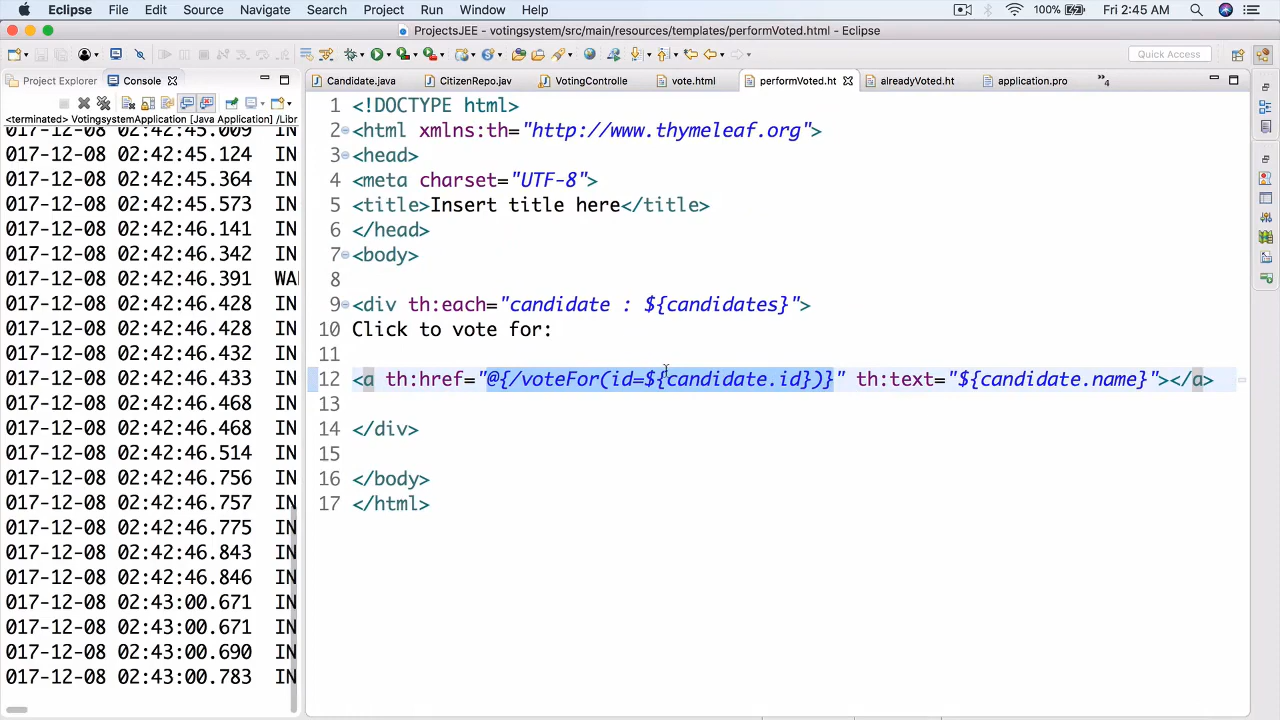 Eclipse File Edit Source Navigate Search Project Run Window Help 100% Fri 2:45 AM
ProjectsJEE - votingsystem/src/main/resources/templates/performVoted.html - Eclipse
Quick Access
Project Explorer Console
Candidate.java CitizenRepo.jav VotingControlle vote.html performVoted.ht alreadyVoted.ht application.pro »4
<terminated> VotingsystemApplication [Java Application] /Libr
017-12-08 02:42:45.009 IN
017-12-08 02:42:45.124 IN
017-12-08 02:42:45.364 IN
017-12-08 02:42:45.573 IN
017-12-08 02:42:46.141 IN
017-12-08 02:42:46.342 IN
017-12-08 02:42:46.391 WA
017-12-08 02:42:46.428 IN
017-12-08 02:42:46.428 IN
017-12-08 02:42:46.432 IN
017-12-08 02:42:46.433 IN
017-12-08 02:42:46.468 IN
017-12-08 02:42:46.468 IN
017-12-08 02:42:46.514 IN
017-12-08 02:42:46.756 IN
017-12-08 02:42:46.757 IN
017-12-08 02:42:46.775 IN
017-12-08 02:42:46.843 IN
017-12-08 02:42:46.846 IN
017-12-08 02:43:00.671 IN
017-12-08 02:43:00.671 IN
017-12-08 02:43:00.690 IN
017-12-08 02:43:00.783 IN
1 <!DOCTYPE html>
2 <html xmlns:th="http://www.thymeleaf.org">
3 <head>
4 <meta charset="UTF-8">
5 <title>Insert title here</title>
6 </head>
7 <body>
8
9 <div th:each="candidate : ${candidates}">
10 Click to vote for:
11
12 <a th:href="@{/voteFor(id=${candidate.id})}" th:text="${candidate.name}"></a>
13
14 </div>
15
16 </body>
17 </html>